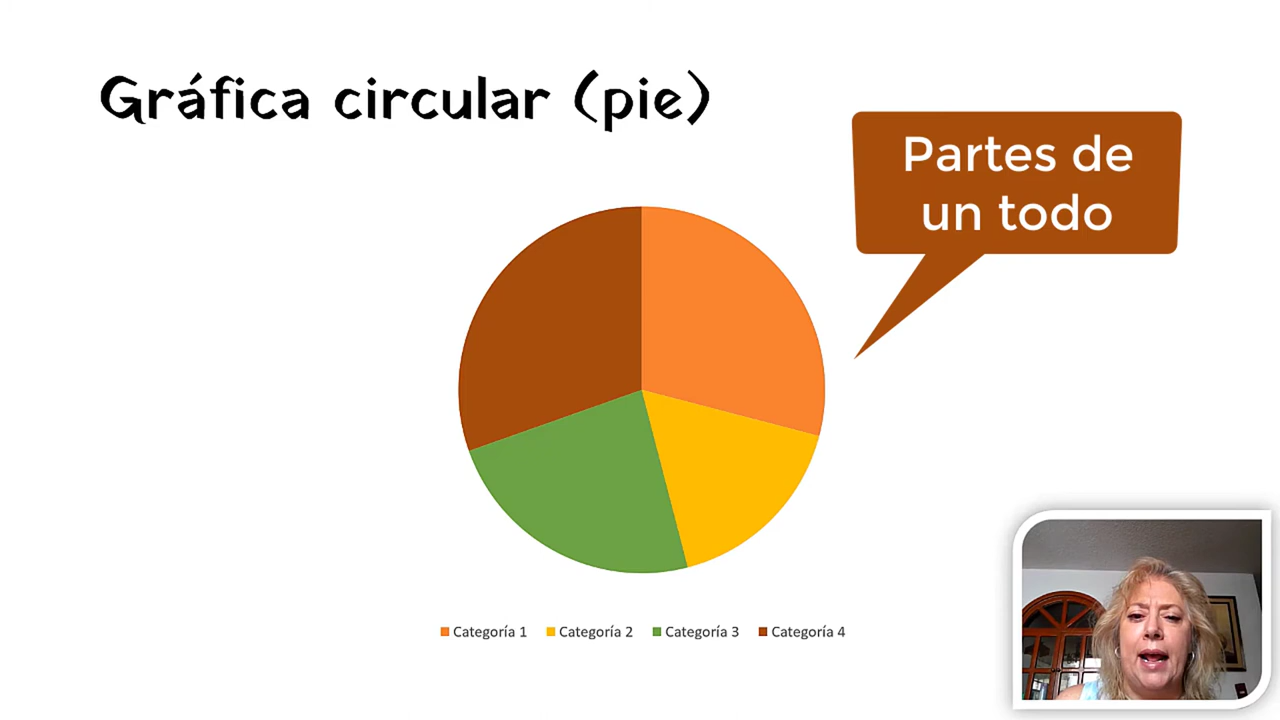 Gráfica circular (pie)
Partes de
un todo
Categoría 1 Categoría 2 Categoría 3 Categoría 4